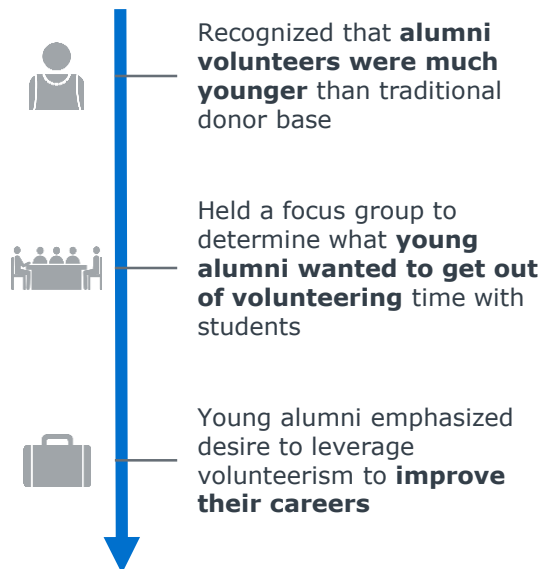 Recognized that alumni
volunteers were much
younger than traditional
donor base
Held a focus group to
determine what young
alumni wanted to get out
of volunteering time with
students
Young alumni emphasized
desire to leverage
volunteerism to improve
their careers